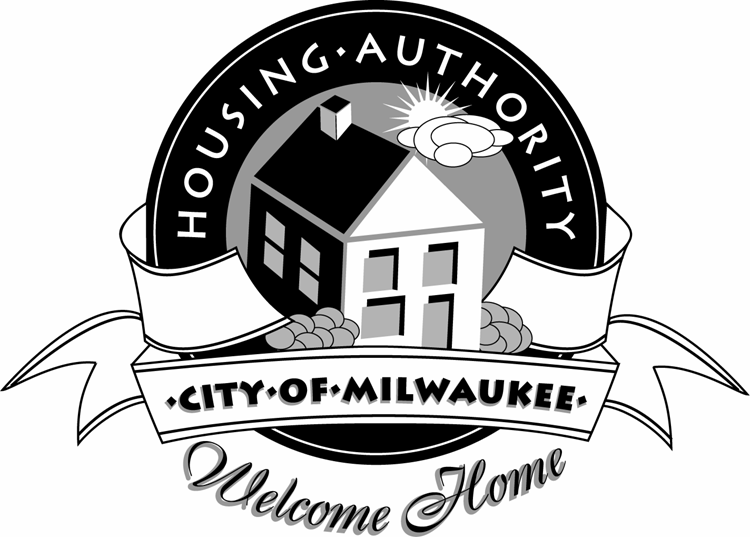 HOUSING·AUTHORITY
·CITY·OF·MILWAUKEE·
Welcome Home